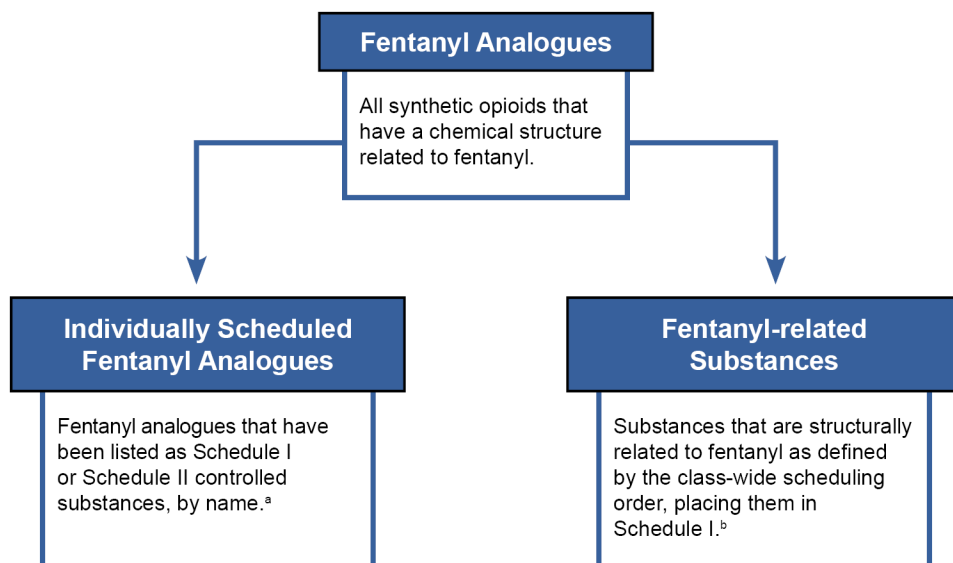 Fentanyl Analogues
All synthetic opioids that
have a chemical structure
related to fentanyl.
Individually Scheduled
Fentanyl Analogues
Fentanyl analogues that have
been listed as Schedule I
or Schedule II controlled
substances, by name.ᵃ
Fentanyl-related
Substances
Substances that are structurally
related to fentanyl as defined
by the class-wide scheduling
order, placing them in
Schedule I.ᵇ